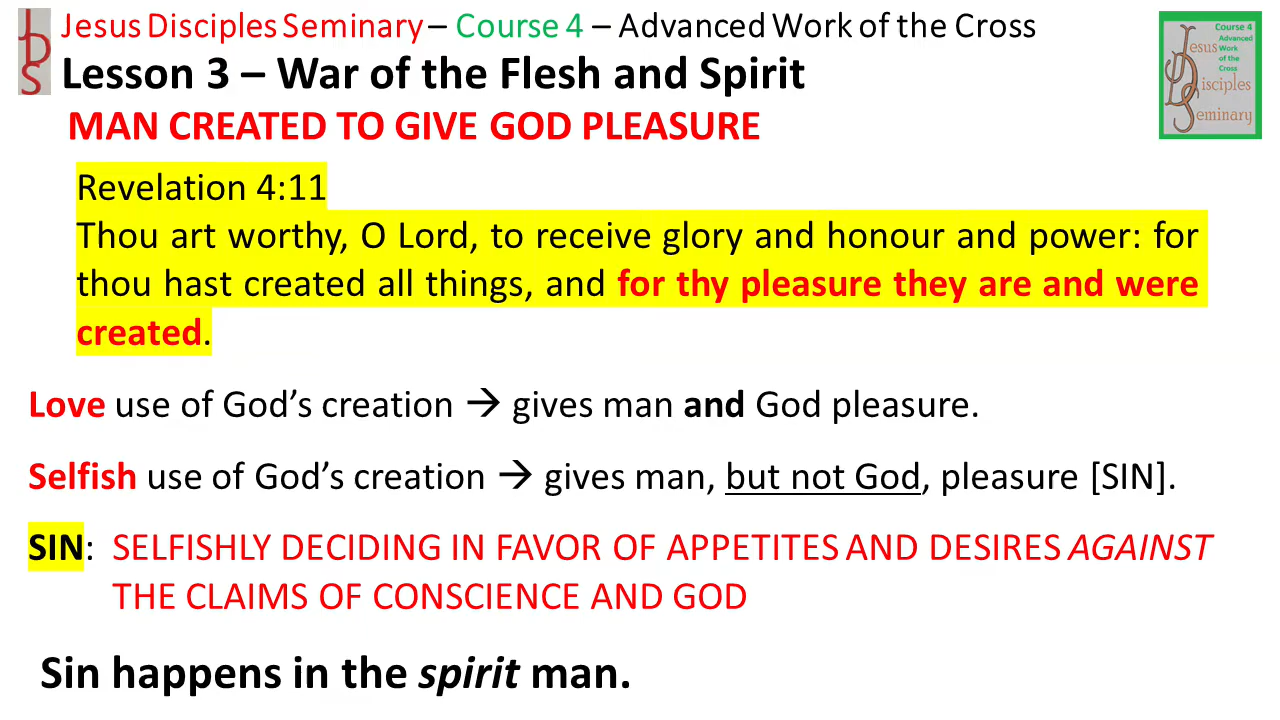 JDS
Jesus Disciples Seminary – Course 4 – Advanced Work of the Cross
Lesson 3 – War of the Flesh and Spirit
MAN CREATED TO GIVE GOD PLEASURE
Course 4
Advanced
Work
of the
Cross
Jesus
Disciples
Seminary
Revelation 4:11
Thou art worthy, O Lord, to receive glory and honour and power: for
thou hast created all things, and for thy pleasure they are and were
created.
Love use of God’s creation → gives man and God pleasure.
Selfish use of God’s creation → gives man, but not God, pleasure [SIN].
SIN: SELFISHLY DECIDING IN FAVOR OF APPETITES AND DESIRES AGAINST
THE CLAIMS OF CONSCIENCE AND GOD
Sin happens in the spirit man.